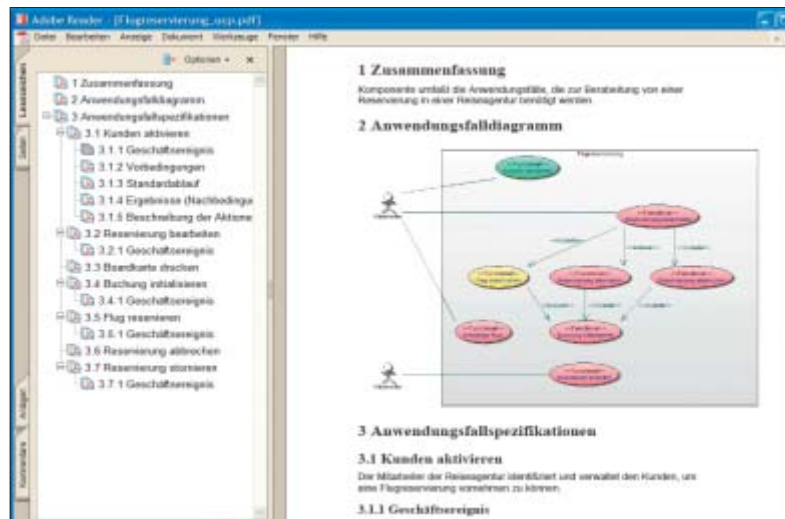 Adobe Reader - [Flugreservierung_ucp.pdf]
Datei Bearbeiten Anzeige Dokument Werkzeuge Fenster Hilfe
Optionen
Lesezeichen
Seiten
Kommentare
1 Zusammenfassung
2 Anwendungsfalldiagramm
3 Anwendungsfallspezifikationen
3.1 Kunden aktivieren
3.1.1 Geschäftsereignis
3.1.2 Vorbedingungen
3.1.3 Standardablauf
3.1.4 Ergebnisse (Nachbedingu
3.1.5 Beschreibung der Aktione
3.2 Reservierung bearbeiten
3.2.1 Geschäftsereignis
3.3 Boardkarte drucken
3.4 Buchung initialisieren
3.4.1 Geschäftsereignis
3.5 Flug reservieren
3.5.1 Geschäftsereignis
3.6 Reservierung abbrechen
3.7 Reservierung stornieren
3.7.1 Geschäftsereignis
1 Zusammenfassung
Komponente umfaßt die Anwendungsfälle, die zur Berabeitung von einer
Reservierung in einer Reiseagentur benötigt werden.
2 Anwendungsfalldiagramm
Flugreservierung
3 Anwendungsfallspezifikationen
3.1 Kunden aktivieren
Der Mitarbeiter der Reiseagentur identifiziert und verwaltet den Kunden, um
eine Flugreservierung vornehmen zu können.
3.1.1 Geschäftsereignis